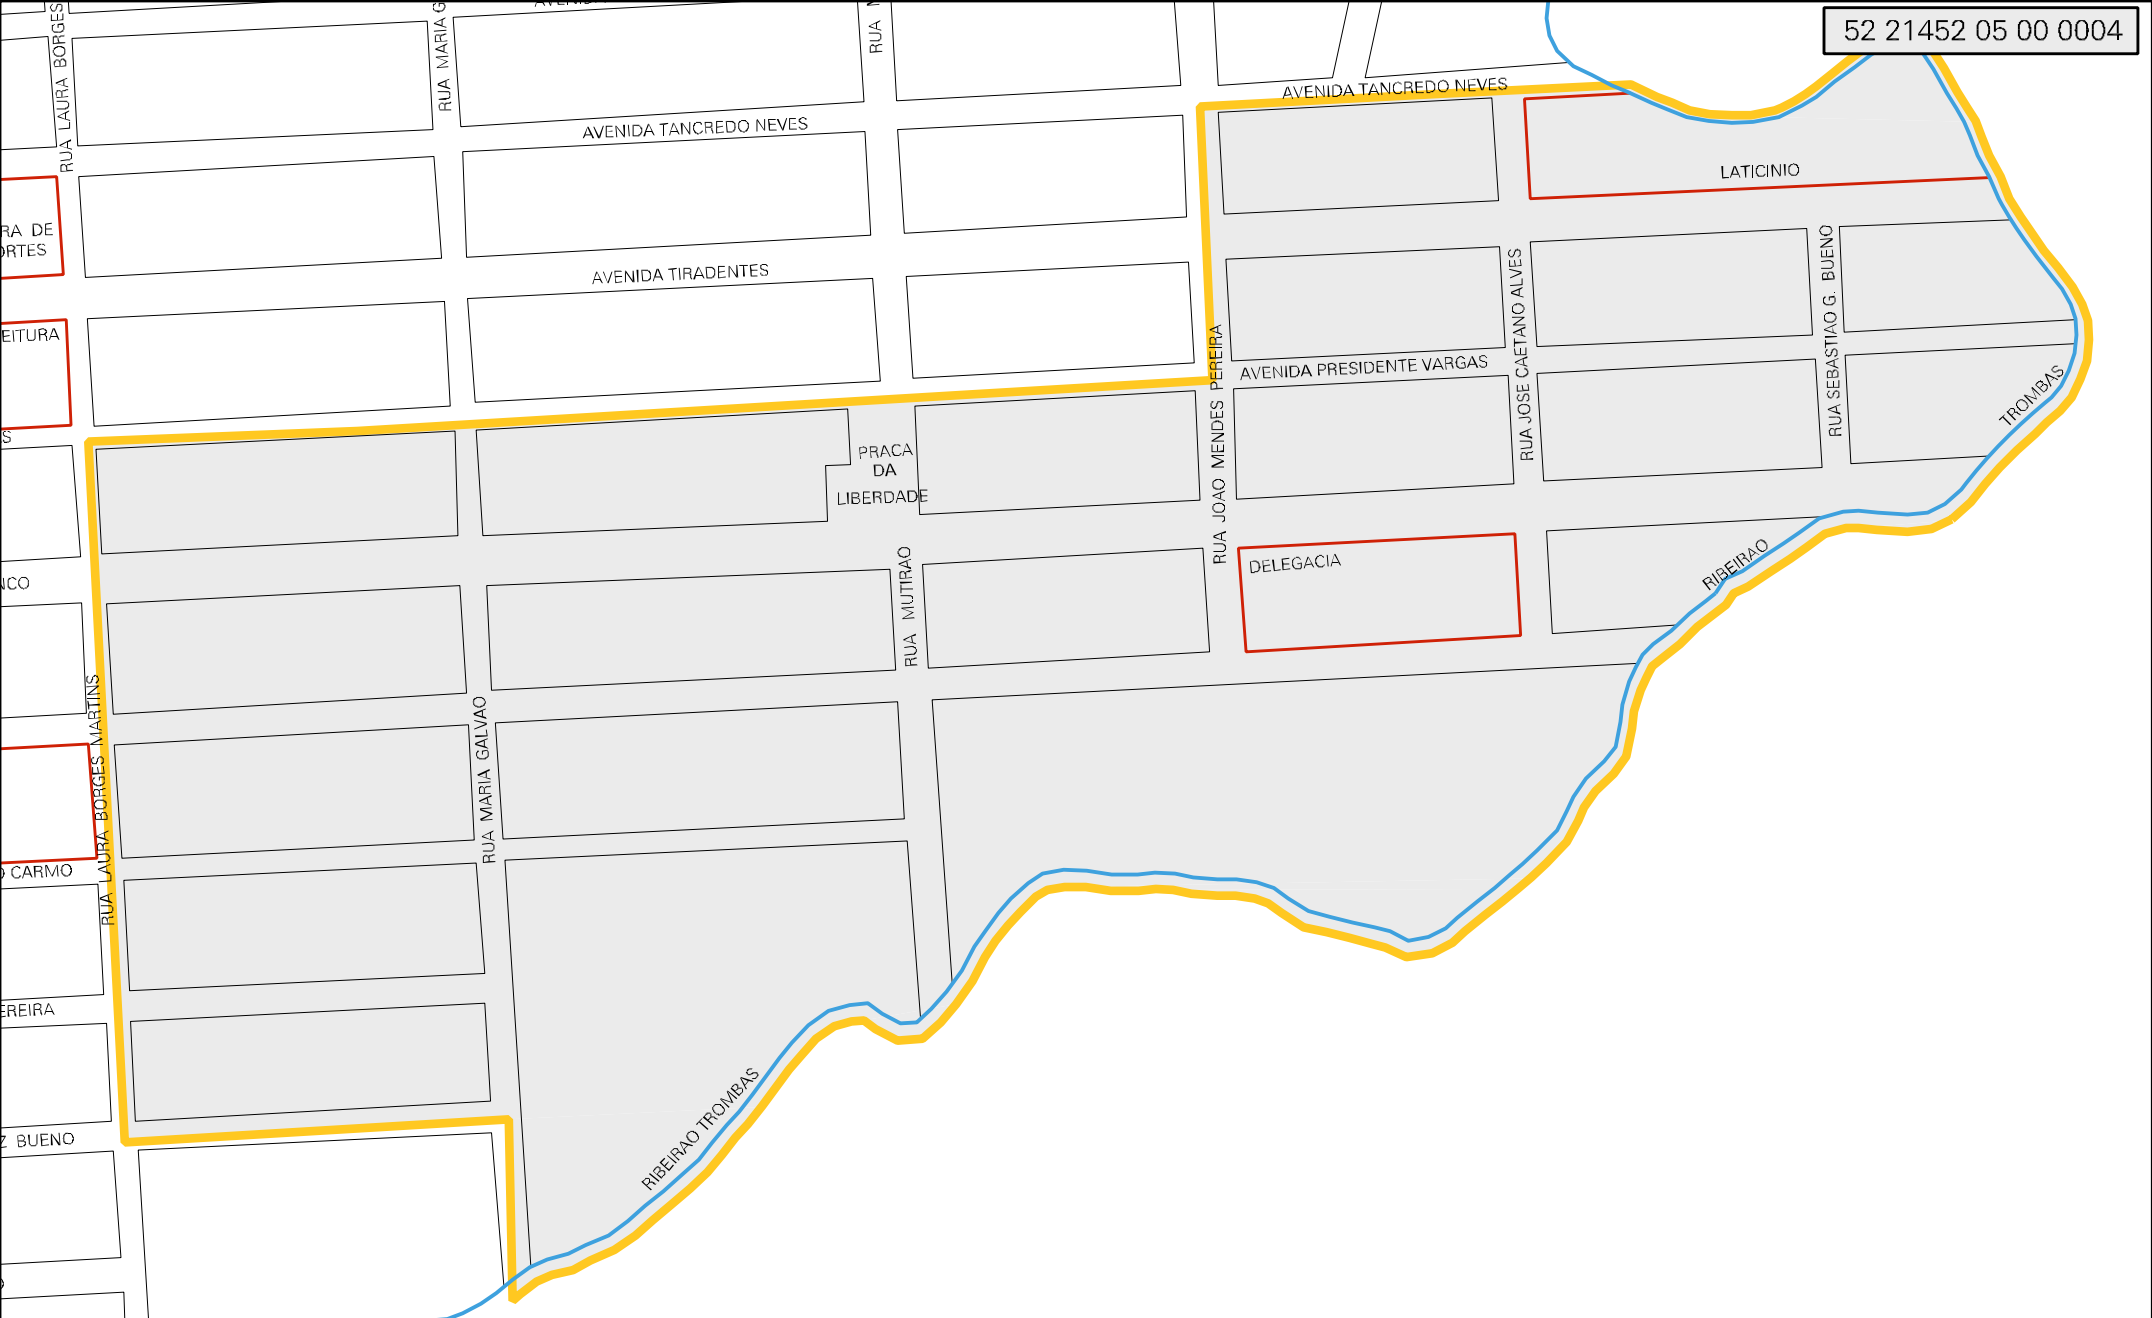 52 21452 05 00 0004
RUA LAURA BORGES
RUA MARIA G
AVENIDA TANCREDO NEVES
AVENIDA TANCREDO NEVES
LATICINIO
RA DE
ORTES
AVENIDA TIRADENTES
EITURA
RUA JOAO MENDES PEREIRA
RUA JOSE CAETANO ALVES
RUA SEBASTIAO G. BUENO
AVENIDA PRESIDENTE VARGAS
TROMBAS
S
PRACA
DA
LIBERDADE
RUA MUTIRAO
DELEGACIA
RIBEIRAO
NCO
RUA LAURA BORGES MARTINS
RUA MARIA GALVAO
O CARMO
EREIRA
Z BUENO
RIBEIRAO TROMBAS